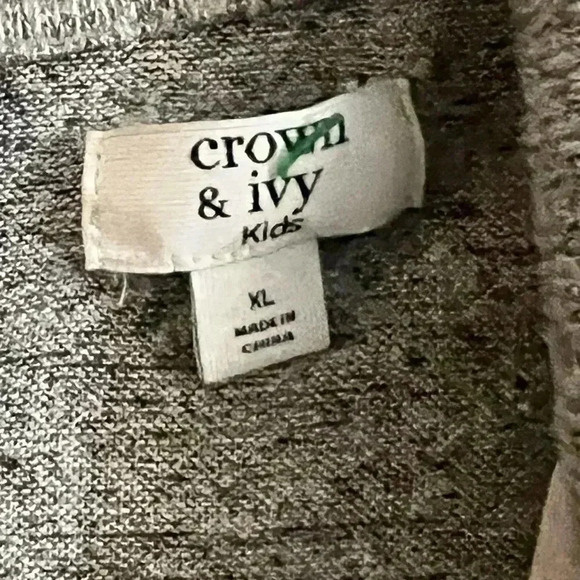 crown
& ivy
Kids
XL
MADE IN
CHINA